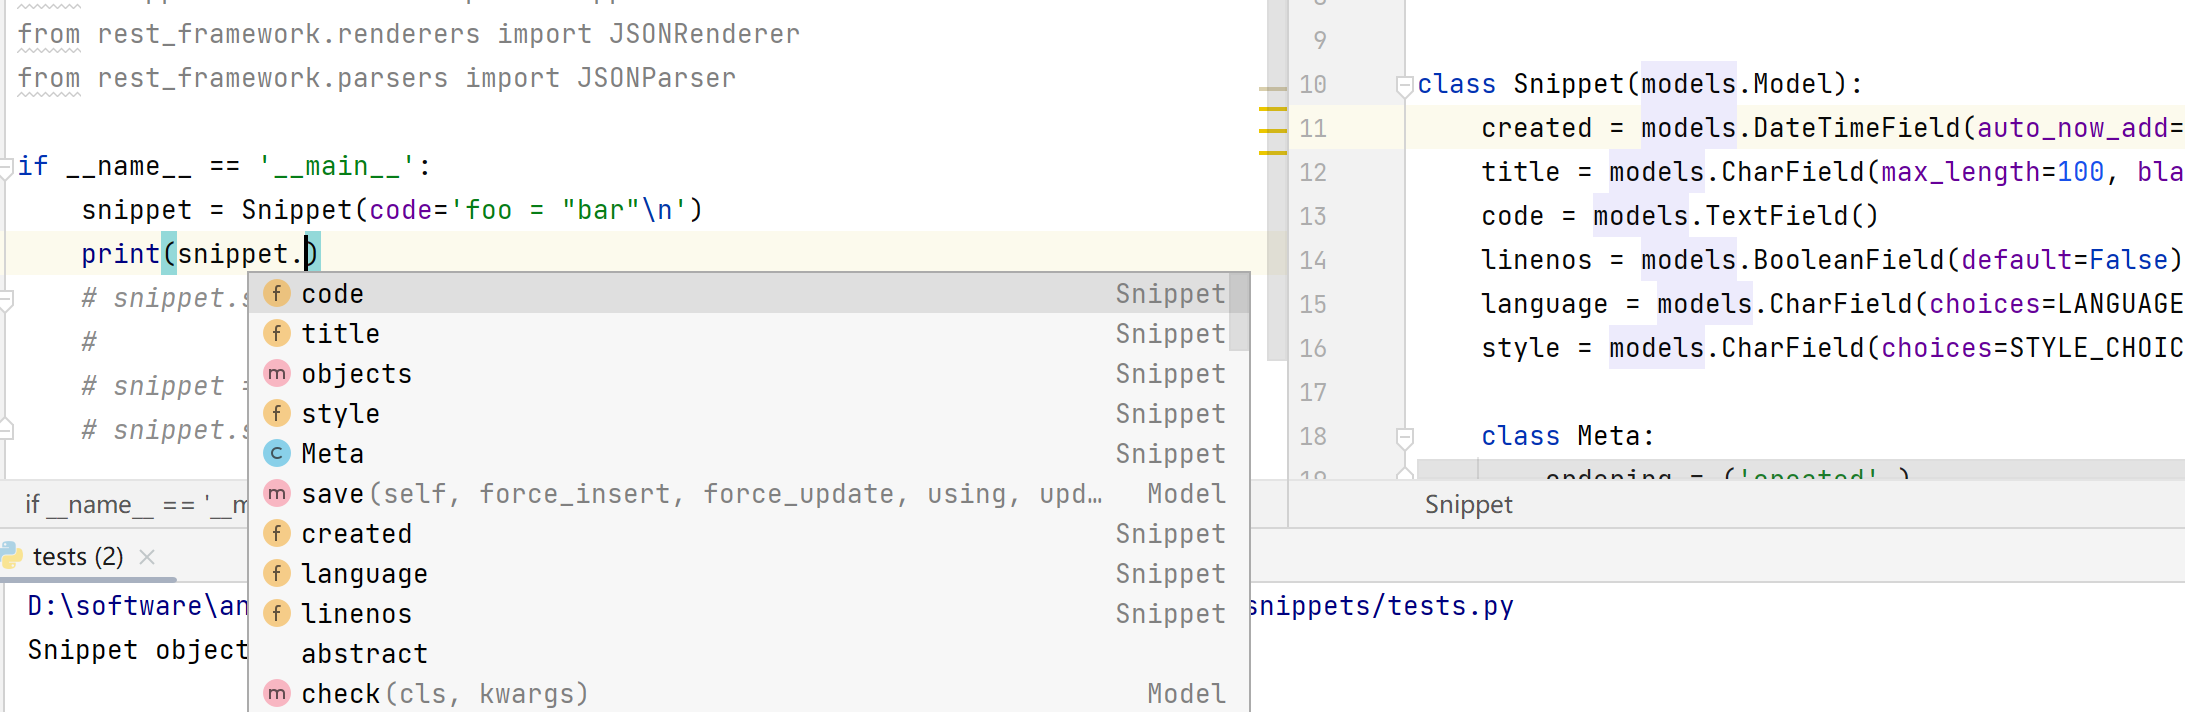 from rest_framework.renderers import JSONRenderer
from rest_framework.parsers import JSONParser
if __name__ == '__main__':
snippet = Snippet(code='foo = "bar"\n')
print(snippet.)
# snippet.s
#
# snippet =
# snippet.s
code Snippet
title Snippet
objects Snippet
style Snippet
Meta Snippet
save(self, force_insert, force_update, using, upd… Model
created Snippet
language Snippet
linenos Snippet
abstract
check(cls, kwargs) Model
if __name__ == '__m
tests (2)
D:\software\an
snippets/tests.py
Snippet object
9
10 class Snippet(models.Model):
11 created = models.DateTimeField(auto_now_add=
12 title = models.CharField(max_length=100, bla
13 code = models.TextField()
14 linenos = models.BooleanField(default=False)
15 language = models.CharField(choices=LANGUAGE
16 style = models.CharField(choices=STYLE_CHOIC
17
18 class Meta:
19 ordering = ('created',)
Snippet